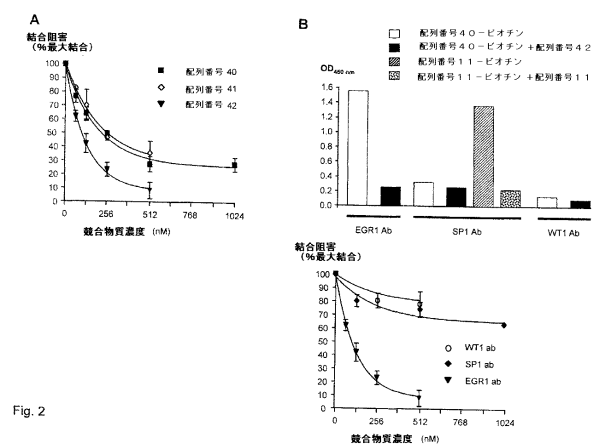 A
結合阻害
(%最大結合)
100
90
80
70
60
50
40
30
20
10
0
配列番号 40
配列番号 41
配列番号 42
0 256 512 768 1024
競合物質濃度 (nM)
B
配列番号40-ビオチン
配列番号40-ビオチン+配列番号42
配列番号11-ビオチン
配列番号11-ビオチン+配列番号11
OD450 nm
1.6
1.4
1.2
1.0
0.8
0.6
0.4
0.2
0.0
EGR1 Ab SP1 Ab WT1 Ab
結合阻害
(%最大結合)
100
90
80
70
60
50
40
30
20
10
0
WT1 ab
SP1 ab
EGR1 ab
0 256 512 768 1024
競合物質濃度 (nM)
Fig. 2